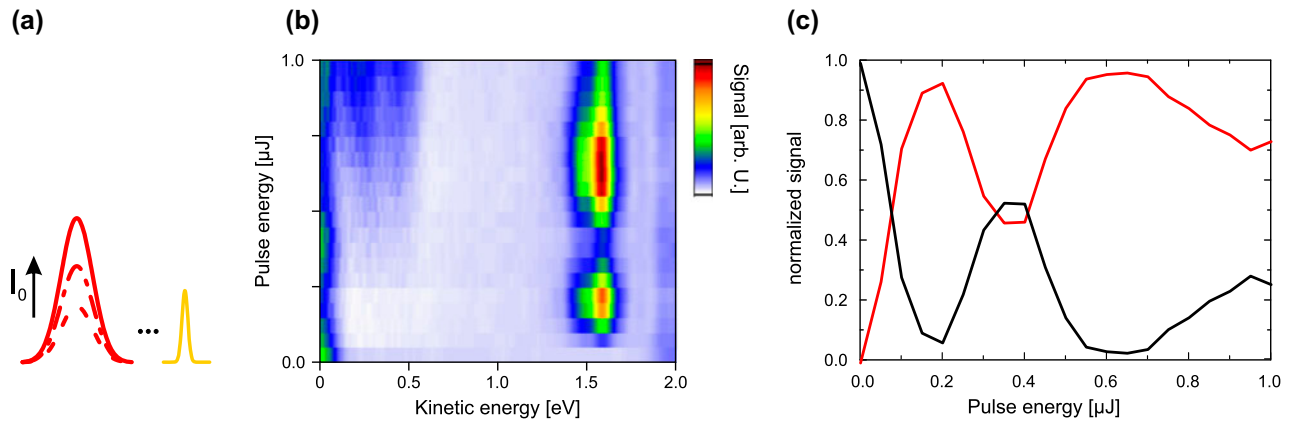 (a)
I0
...
(b)
1.0
Pulse energy [µJ]
0.0
0
0.5
1.0
1.5
2.0
Kinetic energy [eV]
Signal [arb. U.]
(c)
1.0
0.8
0.6
0.4
0.2
0.0
normalized signal
0.0
0.2
0.4
0.6
0.8
1.0
Pulse energy [µJ]